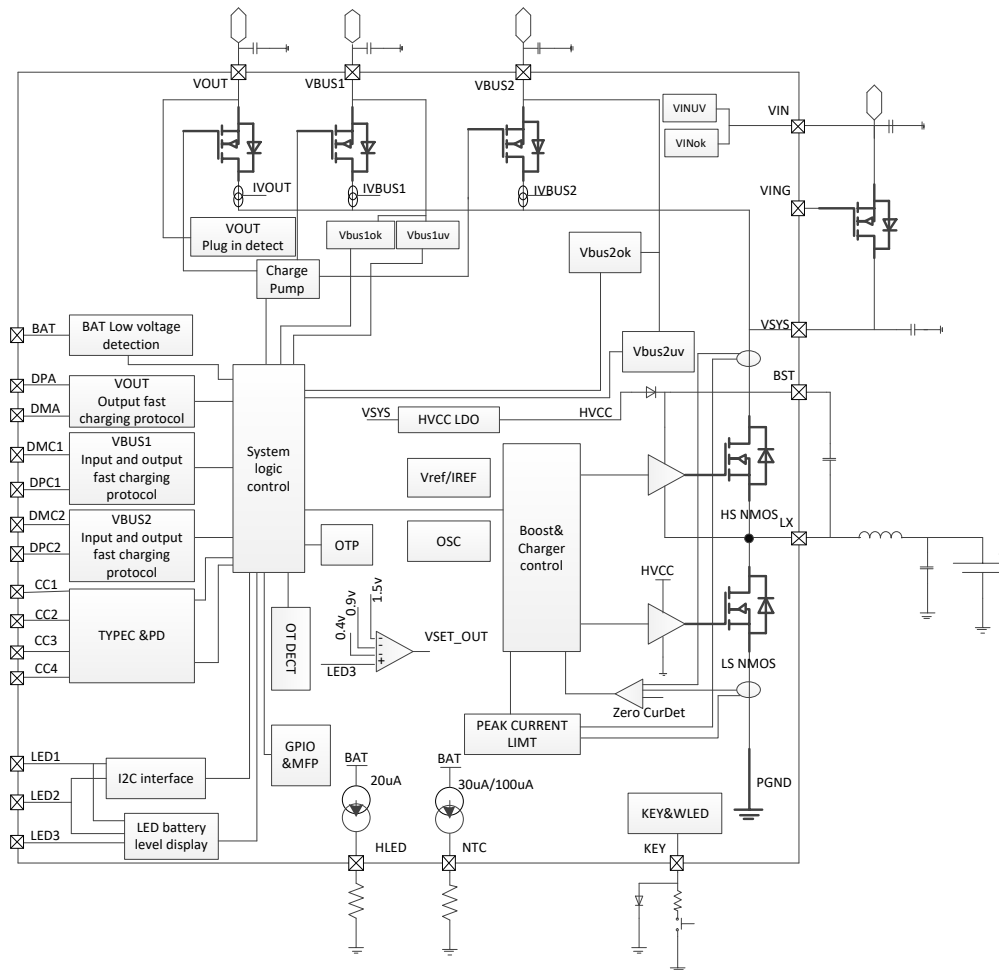 VOUT
VBUS1
VBUS2
VINUV
VINok
VIN
VING
IVOUT
IVBUS1
IVBUS2
VOUT
Plug in detect
Vbus1ok
Vbus1uv
Vbus2ok
Charge
Pump
Vbus2uv
VSYS
BAT
BAT Low voltage
detection
BST
DPA
DMA
VOUT
Output fast
charging protocol
VSYS
HVCC LDO
HVCC
DMC1
DPC1
VBUS1
Input and output
fast charging
protocol
System
logic
control
Vref/IREF
DMC2
DPC2
VBUS2
Input and output
fast charging
protocol
OTP
OSC
Boost&
Charger
control
HS NMOS
LX
HVCC
CC1
CC2
CC3
CC4
TYPEC &PD
OT DECT
0.4v
0.9v
1.5v
-
-
-
+
LED3
VSET_OUT
LS NMOS
Zero CurDet
PEAK CURRENT
LIMT
GPIO
&MFP
LED1
LED2
LED3
I2C interface
LED battery
level display
BAT
20uA
BAT
30uA/100uA
PGND
KEY&WLED
HLED
NTC
KEY